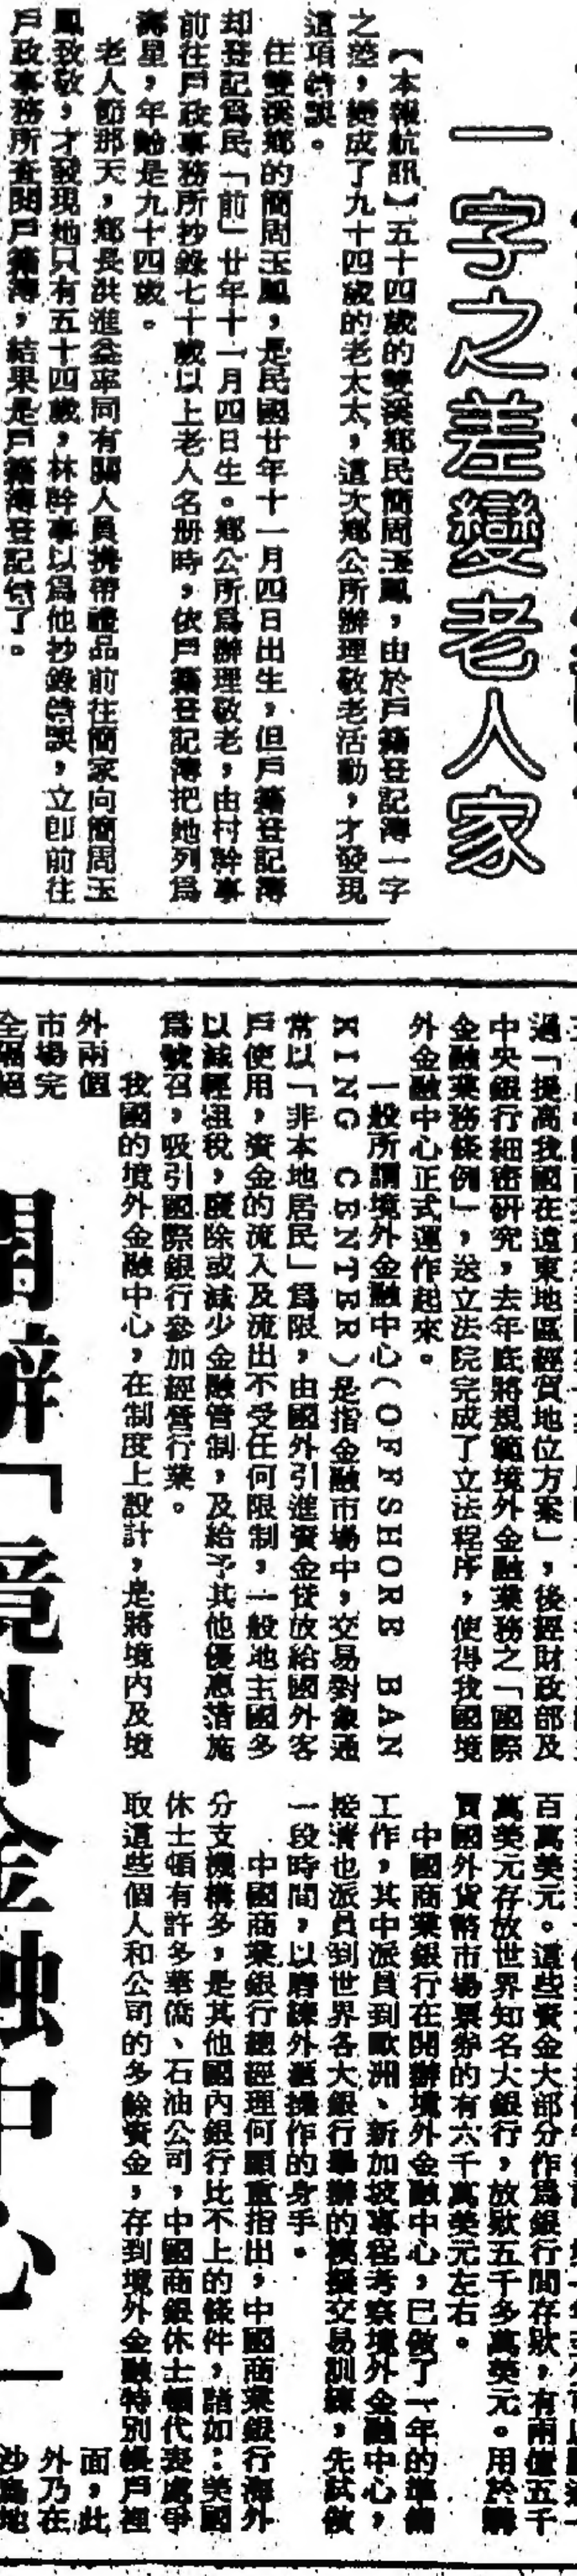 一字之差變老人家
【本報航訊】五十四歲的雙溪鄉民簡周玉鳳，由於戶籍登記簿一字
之差，變成了九十四歲的老太太，這次鄉公所辦理敬老活動，才發現
這項錯誤。
住雙溪鄉的簡周玉鳳，是民國廿年十一月四日出生，但戶籍登記簿
却登記爲民「前」廿年十一月四日生。鄉公所爲辦理敬老，由村幹事
前往戶政事務所抄錄七十歲以上老人名册時，依戶籍登記簿把她列爲
壽星，年齡是九十四歲。
老人節那天，鄉長洪進益率同有關人員携帶禮品前往簡家向簡周玉
鳳致敬，才發現她只有五十四歲，林幹事以爲他抄錄錯誤，立卽前往
戶政事務所查閱戶籍簿，結果是戶籍簿登記錯了。
過「提高我國在遠東地區經貿地位方案」，後經財政部及
中央銀行細密研究，去年底將規範境外金融業務之「國際
金融業務條例」，送立法院完成了立法程序，使得我國境
外金融中心正式運作起來。
一般所謂境外金融中心（OFFSHORE BAN
KING CENTER）是指金融市場中，交易對象通
常以「非本地居民」爲限，由國外引進資金貸放給國外客
戶使用，資金的流入及流出不受任何限制，一般地主國多
以減輕租稅，廢除或減少金融管制，及給予其他優惠措施
爲號召，吸引國際銀行參加經營行業。
我國的境外金融中心，在制度上設計，是將境內及境
外兩個
市場完
全隔絕
開辦「境外金融中心」
百萬美元。這些資金大部分作爲銀行間存款，有兩億五千
萬美元存放世界知名大銀行，放款五千多萬美元。用於購
買國外貨幣市場票券的有六千萬美元左右。
中國商業銀行在開辦境外金融中心，已做了一年的準備
工作，其中派員到歐洲、新加坡專程考察境外金融中心，
接濟也派員到世界各大銀行舉辦的模擬交易訓練，先試做
一段時間，以磨練外匯操作的身手。
中國商業銀行總經理何顯重指出，中國商業銀行海外
分支機構多，是其他國內銀行比不上的條件，諸如：美國
休士頓有許多華僑、石油公司，中國商銀休士頓代表處爭
取這些個人和公司的多餘資金，存到境外金融特別帳戶裡
面，此
外乃在